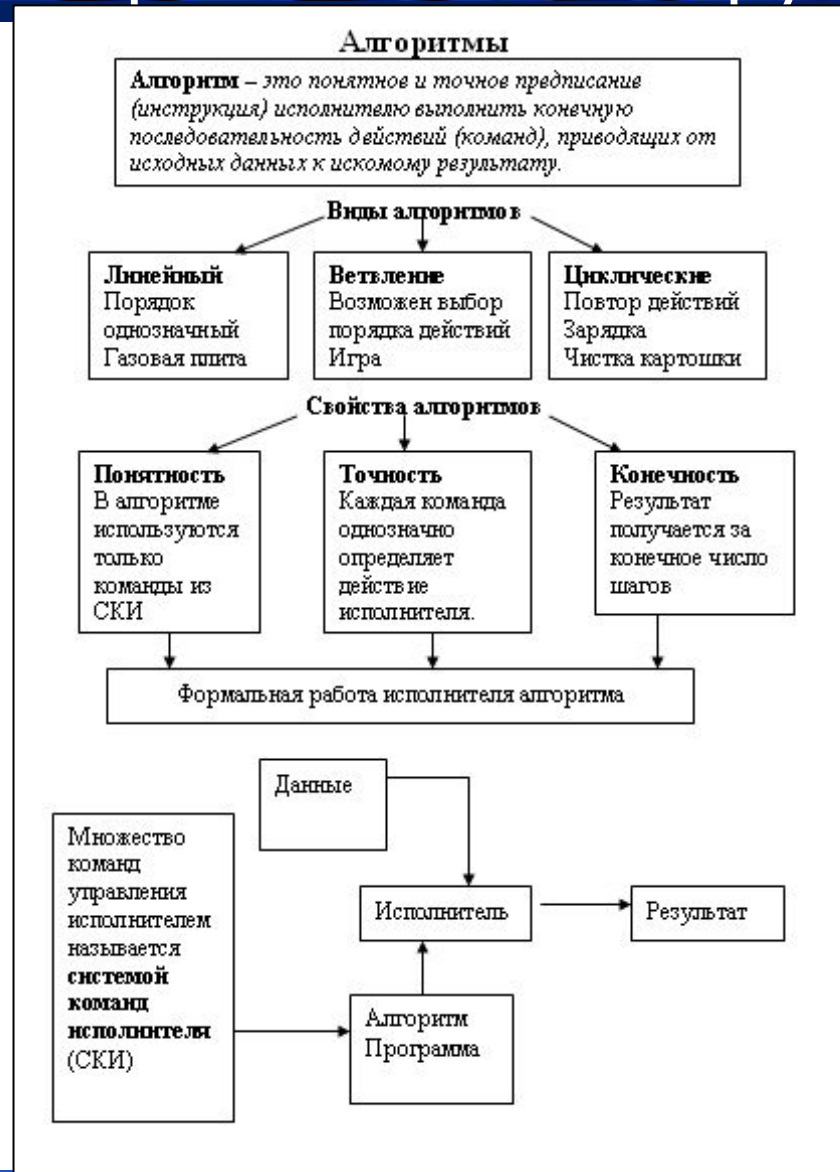 Алгоритмы
Алгоритм – это понятное и точное предписание
(инструкция) исполнителю выполнить конечную
последовательность действий (команд), приводящих от
исходных данных к искомому результату.
Виды алгоритмов
Линейный
Порядок
однозначный
Газовая плита
Ветвление
Возможен выбор
порядка действий
Игра
Циклические
Повтор действий
Зарядка
Чистка картошки
Свойства алгоритмов
Понятность
В алгоритме
используются
только
команды из
СКИ
Точность
Каждая команда
однозначно
определяет
действие
исполнителя.
Конечность
Результат
получается за
конечное число
шагов
Формальная работа исполнителя алгоритма
Данные
Множество
команд
управления
исполнителем
называется
системой
команд
исполнителя
(СКИ)
Исполнитель
Результат
Алгоритм
Программа